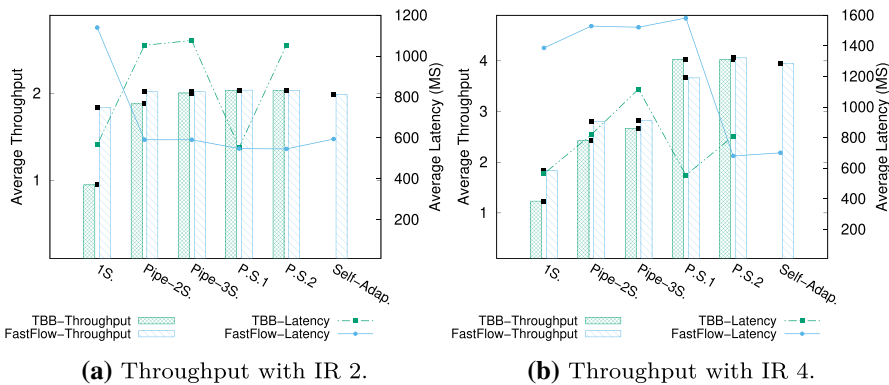 1200
1000
800
600
400
200
2
1
Average Throughput
Average Latency (MS)
1S.
Pipe−2S.
Pipe−3S.
P.S.1
P.S.2
Self−Adap.
TBB−Throughput
FastFlow−Throughput
TBB−Latency
FastFlow−Latency
(a) Throughput with IR 2.
1600
1400
1200
1000
800
600
400
200
4
3
2
1
Average Throughput
Average Latency (MS)
1S.
Pipe−2S.
Pipe−3S.
P.S.1
P.S.2
Self−Adap.
TBB−Throughput
FastFlow−Throughput
TBB−Latency
FastFlow−Latency
(b) Throughput with IR 4.